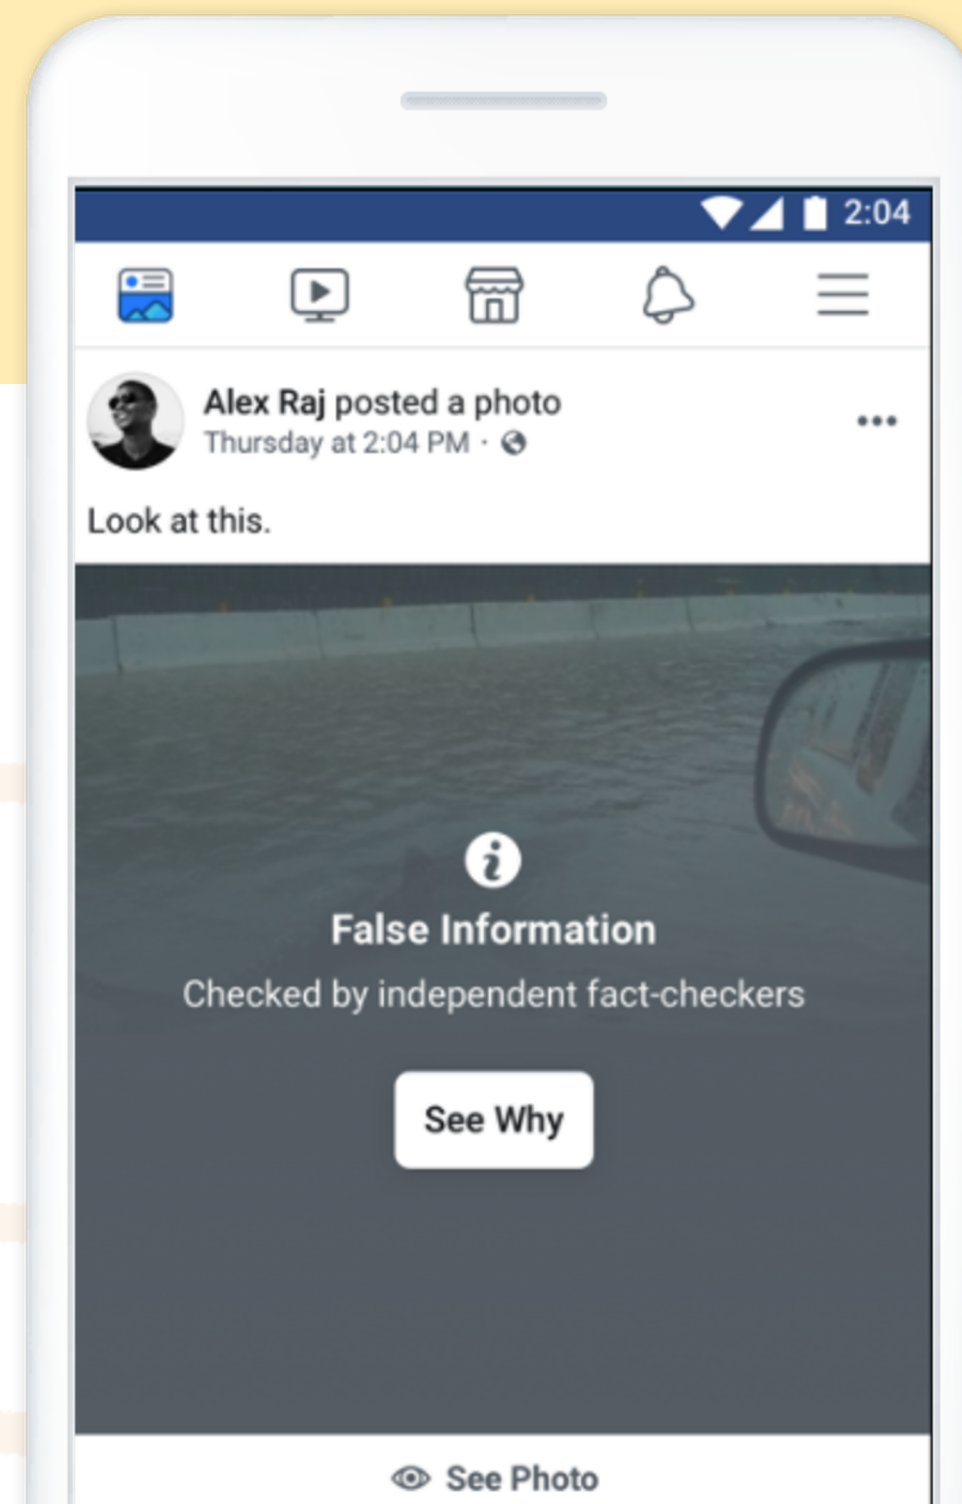 2:04
Alex Raj posted a photo
Thursday at 2:04 PM ·
Look at this.
False Information
Checked by independent fact-checkers
See Why
See Photo